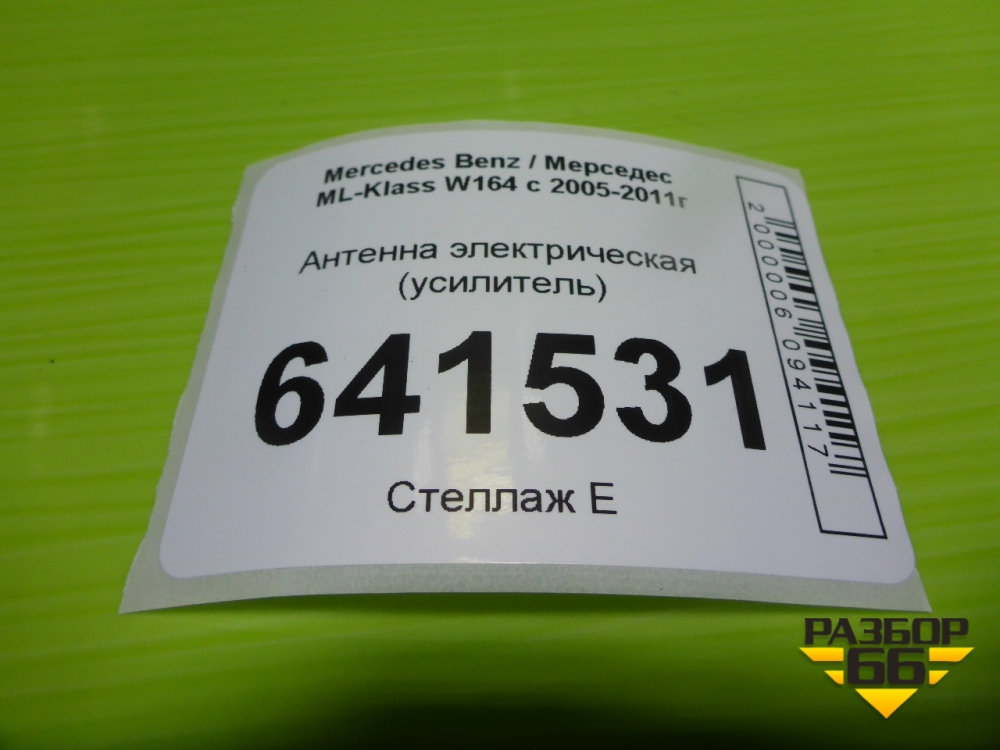 Mercedes Benz / Мерседес
ML-Klass W164 с 2005-2011г
Антенна электрическая
(усилитель)
641531
Стеллаж Е
2000006094117
РАЗБОР
66